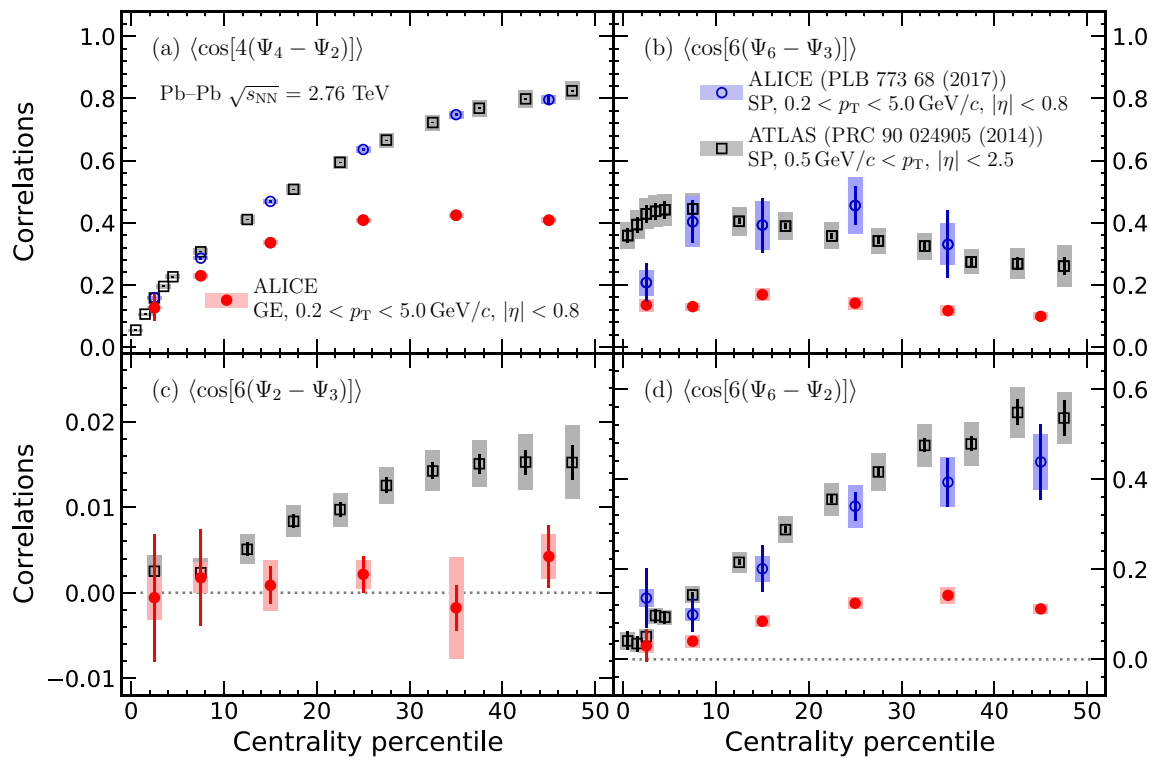 (a) ⟨cos[4(Ψ4 − Ψ2)]⟩
Pb–Pb √sNN = 2.76 TeV
ALICE
GE, 0.2 < pT < 5.0 GeV/c, |η| < 0.8
Correlations
1.0
0.8
0.6
0.4
0.2
0.0
(b) ⟨cos[6(Ψ6 − Ψ3)]⟩
ALICE (PLB 773 68 (2017))
SP, 0.2 < pT < 5.0 GeV/c, |η| < 0.8
ATLAS (PRC 90 024905 (2014))
SP, 0.5 GeV/c < pT, |η| < 2.5
1.0
0.8
0.6
0.4
0.2
0.0
(c) ⟨cos[6(Ψ2 − Ψ3)]⟩
Correlations
0.02
0.01
0.00
−0.01
0 10 20 30 40 50
Centrality percentile
(d) ⟨cos[6(Ψ6 − Ψ2)]⟩
0.6
0.4
0.2
0.0
0 10 20 30 40 50
Centrality percentile